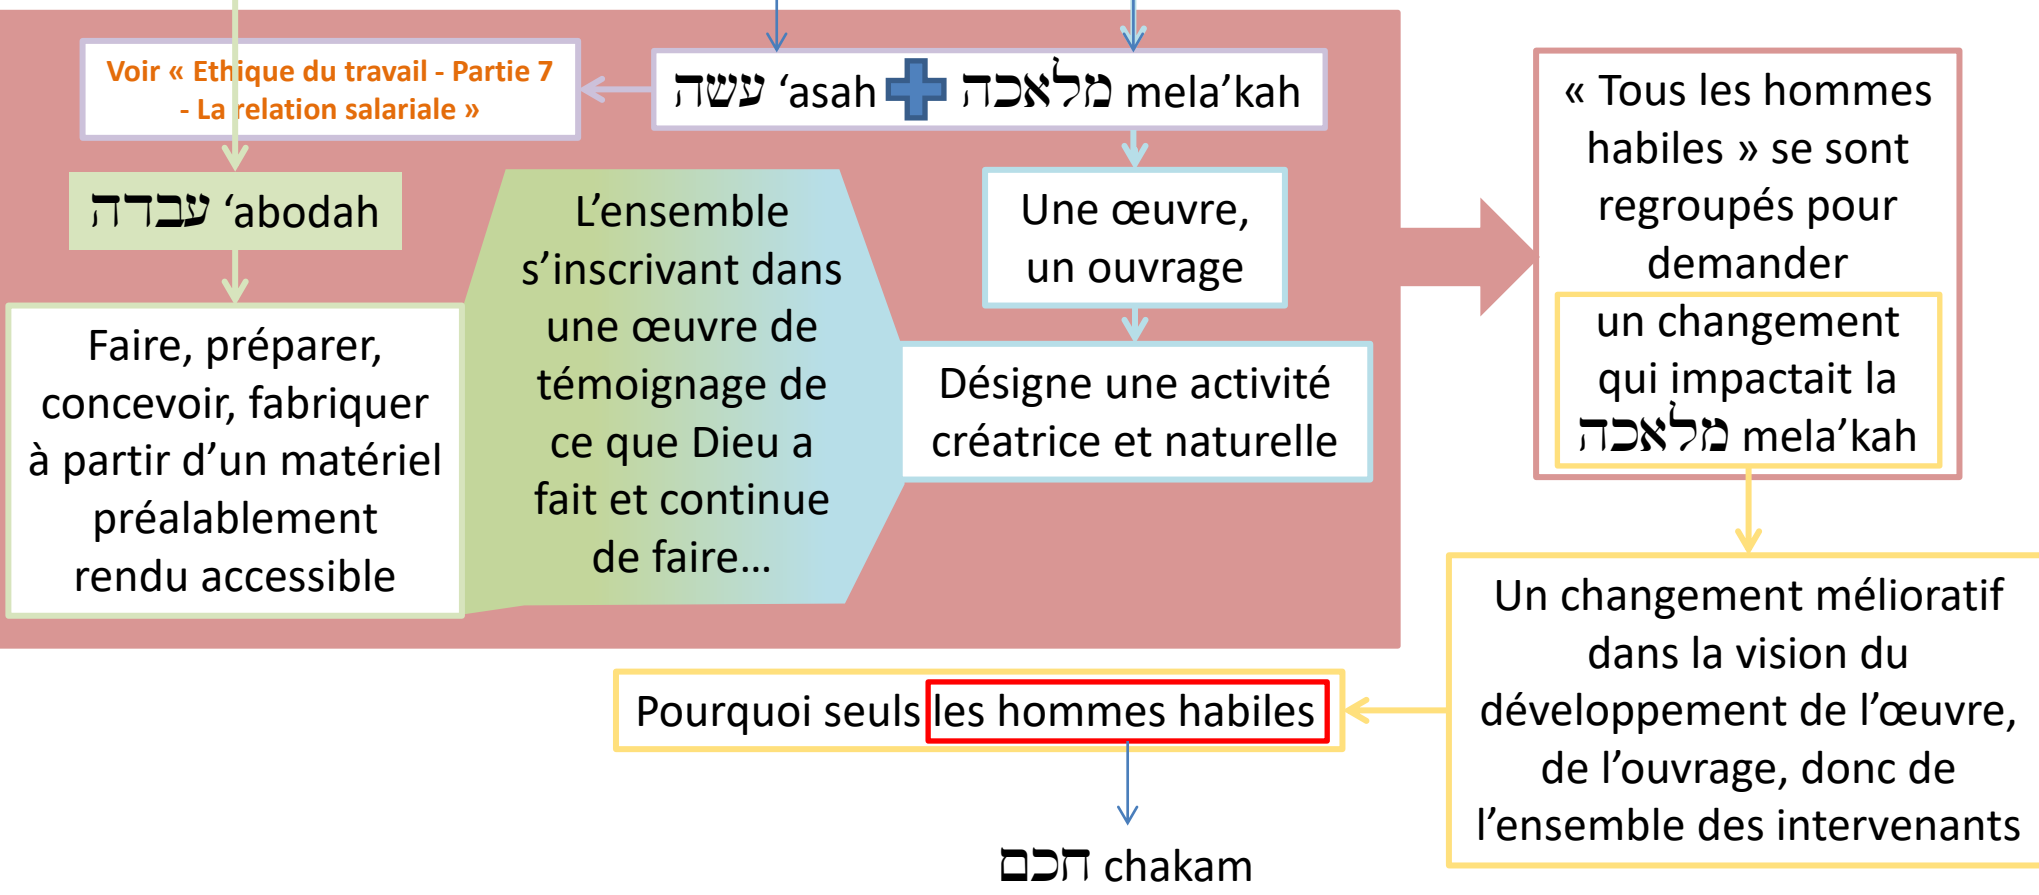 Voir « Ethique du travail - Partie 7
- La relation salariale »
עשה ‘asah
מלאכה mela’kah
עבדה ‘abodah
Faire, préparer,
concevoir, fabriquer
à partir d’un matériel
préalablement
rendu accessible
L’ensemble
s’inscrivant dans
une œuvre de
témoignage de
ce que Dieu a
fait et continue
de faire…
Une œuvre,
un ouvrage
Désigne une activité
créatrice et naturelle
« Tous les hommes
habiles » se sont
regroupés pour
demander
un changement
qui impactait la
מלאכה mela’kah
Un changement mélioratif
dans la vision du
développement de l’œuvre,
de l’ouvrage, donc de
l’ensemble des intervenants
Pourquoi seuls les hommes habiles
חכם chakam